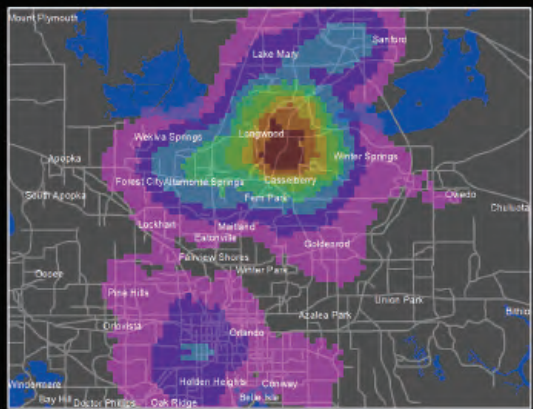 Mount Plymouth
Sanford
Lake Mary
Longwood
Wekiva Springs
Winter Springs
Apopka
Forest City
Altamonte Springs
Casselberry
South Apopka
Oviedo
Fern Park
Chuluota
Lockhart
Maitland
Eatonville
Goldenrod
Fairview Shores
Winter Park
Ocoee
Pine Hills
Union Park
Azalea Park
Bithlo
Orlovista
Orlando
Windermere
Holden Heights
Conway
Bay Hill
Doctor Phillips
Oak Ridge
Belle Isle